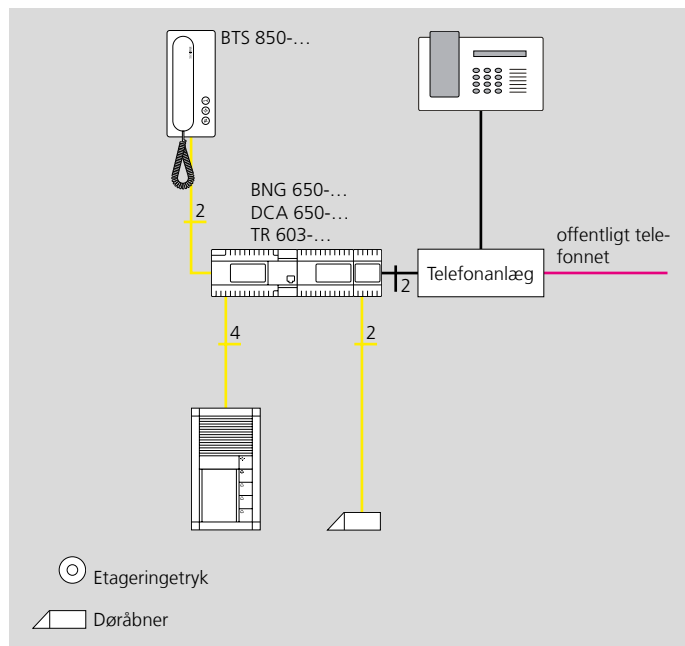 BTS 850-…
2
BNG 650-…
DCA 650-…
TR 603-…
offentligt tele-
fonnet
Telefonanlæg
2
4
2
Etageringetryk
Døråbner